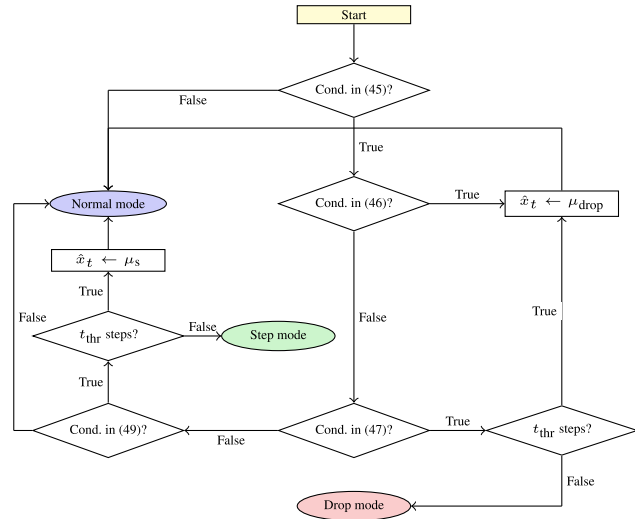 Start
Cond. in (45)?
False
True
Normal mode
Cond. in (46)?
True
x̂_t ← μ_drop
x̂_t ← μ_s
True
False
False
True
t_thr steps?
False
Step mode
True
Cond. in (49)?
False
Cond. in (47)?
True
t_thr steps?
False
Drop mode